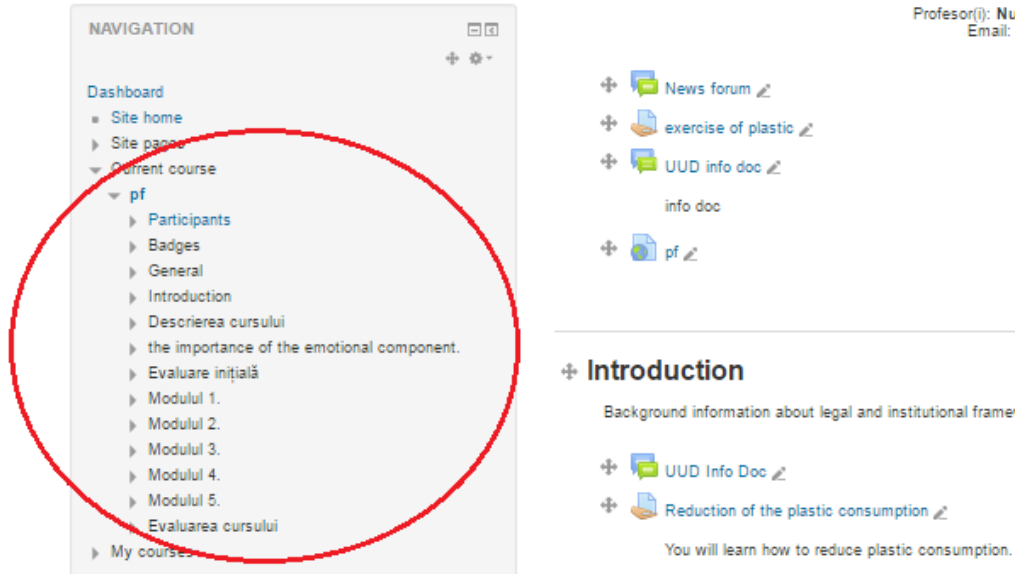 NAVIGATION
Dashboard
Site home
Site pages
Current course
pf
Participants
Badges
General
Introduction
Descrierea cursului
the importance of the emotional component.
Evaluare inițială
Modulul 1.
Modulul 2.
Modulul 3.
Modulul 4.
Modulul 5.
Evaluarea cursului
My courses
Profesor(i):
Email:
News forum
exercise of plastic
UUD info doc
info doc
pf
Introduction
Background information about legal and institutional
UUD Info Doc
Reduction of the plastic consumption
You will learn how to reduce plastic consumption.